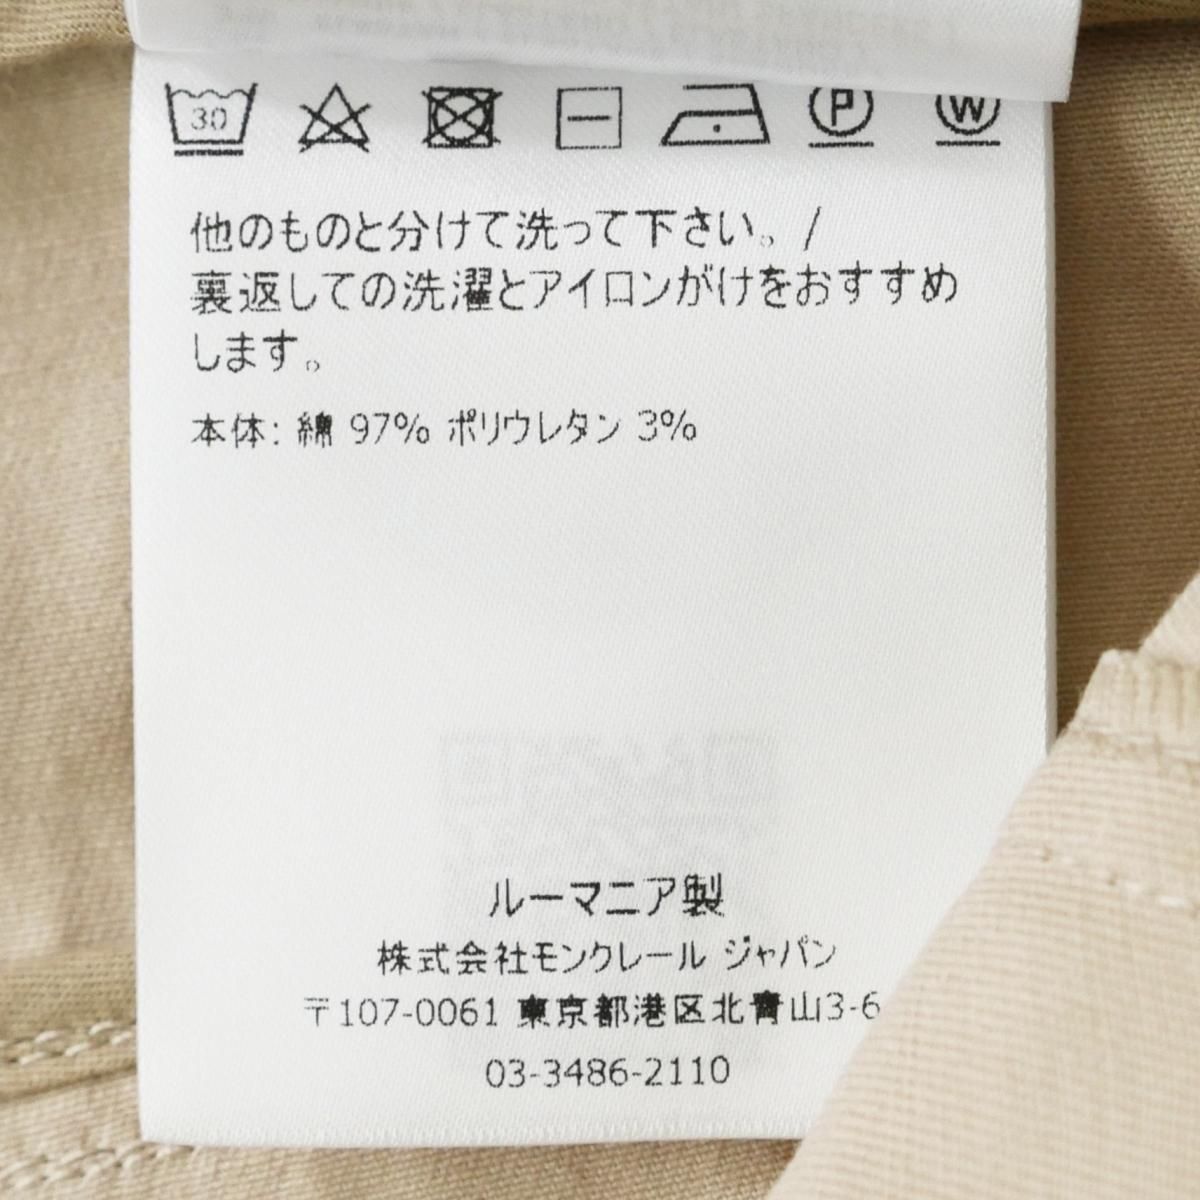 30
P
W
他のものと分けて洗って下さい。/
裏返しての洗濯とアイロンがけをおすすめ
します。
本体: 綿 97% ポリウレタン 3%
ルーマニア製
株式会社モンクレール ジャパン
〒107-0061 東京都港区北青山3-6
03-3486-2110